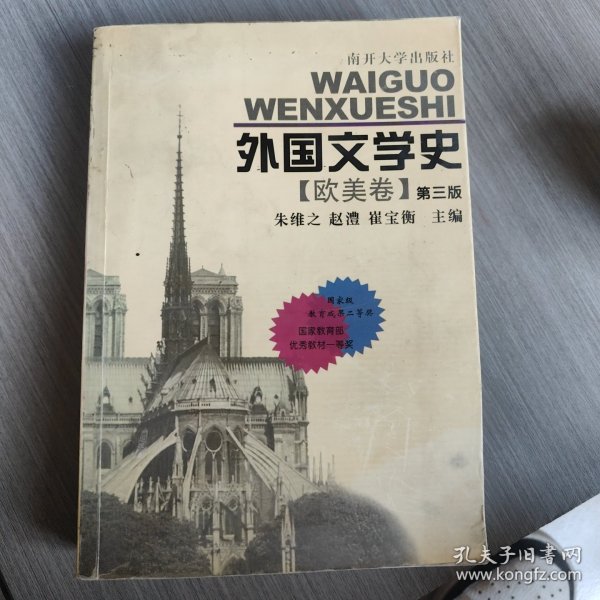 南开大学出版社
WAIGUO
WENXUESHI
外国文学史
【欧美卷】第三版
朱维之 赵澧 崔宝衡 主编
国家级
教育成果二等奖
国家教育部
优秀教材一等奖
孔夫子旧书网
www.kongfz.com